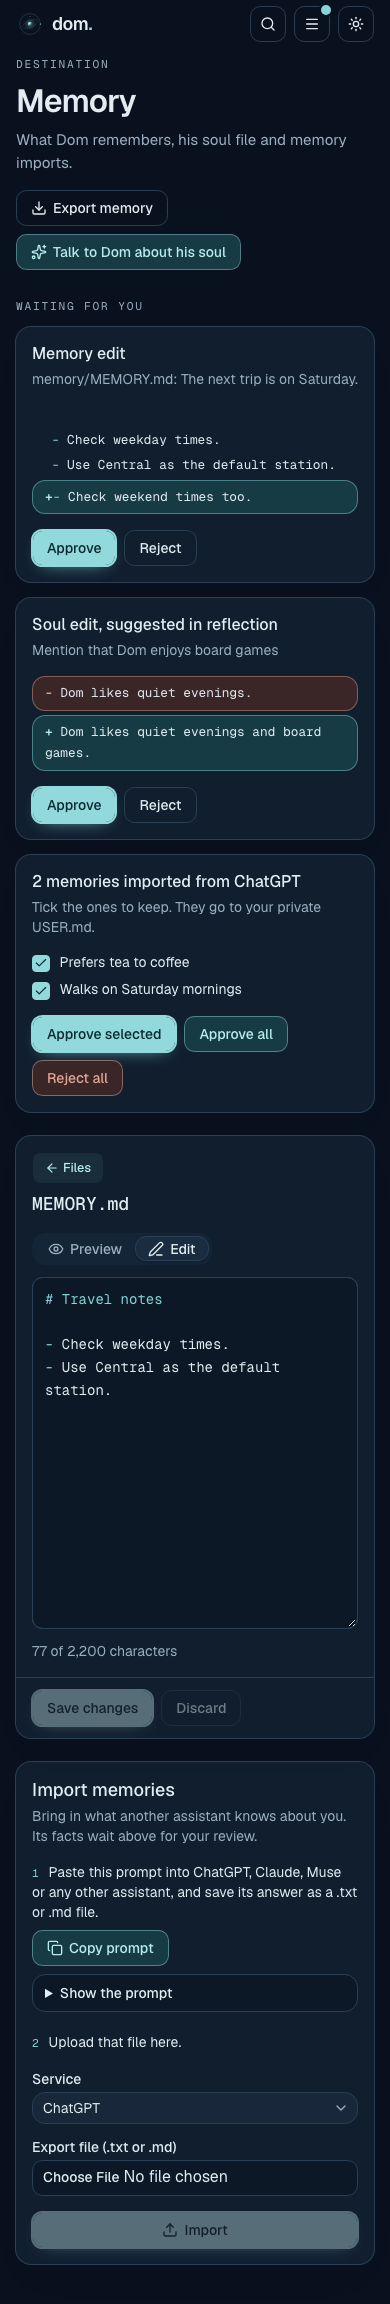 dom.
DESTINATION
Memory
What Dom remembers, his soul file and memory
imports.
Export memory
Talk to Dom about his soul
WAITING FOR YOU
Memory edit
memory/MEMORY.md: The next trip is on Saturday.
- Check weekday times.
- Use Central as the default station.
+- Check weekend times too.
Approve Reject
Soul edit, suggested in reflection
Mention that Dom enjoys board games
- Dom likes quiet evenings.
+ Dom likes quiet evenings and board
games.
Approve Reject
2 memories imported from ChatGPT
Tick the ones to keep. They go to your private
USER.md.
Prefers tea to coffee
Walks on Saturday mornings
Approve selected Approve all
Reject all
Files
MEMORY.md
Preview Edit
# Travel notes
- Check weekday times.
- Use Central as the default
station.
77 of 2,200 characters
Save changes Discard
Import memories
Bring in what another assistant knows about you.
Its facts wait above for your review.
1 Paste this prompt into ChatGPT, Claude, Muse
or any other assistant, and save its answer as a .txt
or .md file.
Copy prompt
Show the prompt
2 Upload that file here.
Service
ChatGPT
Export file (.txt or .md)
Choose File No file chosen
Import